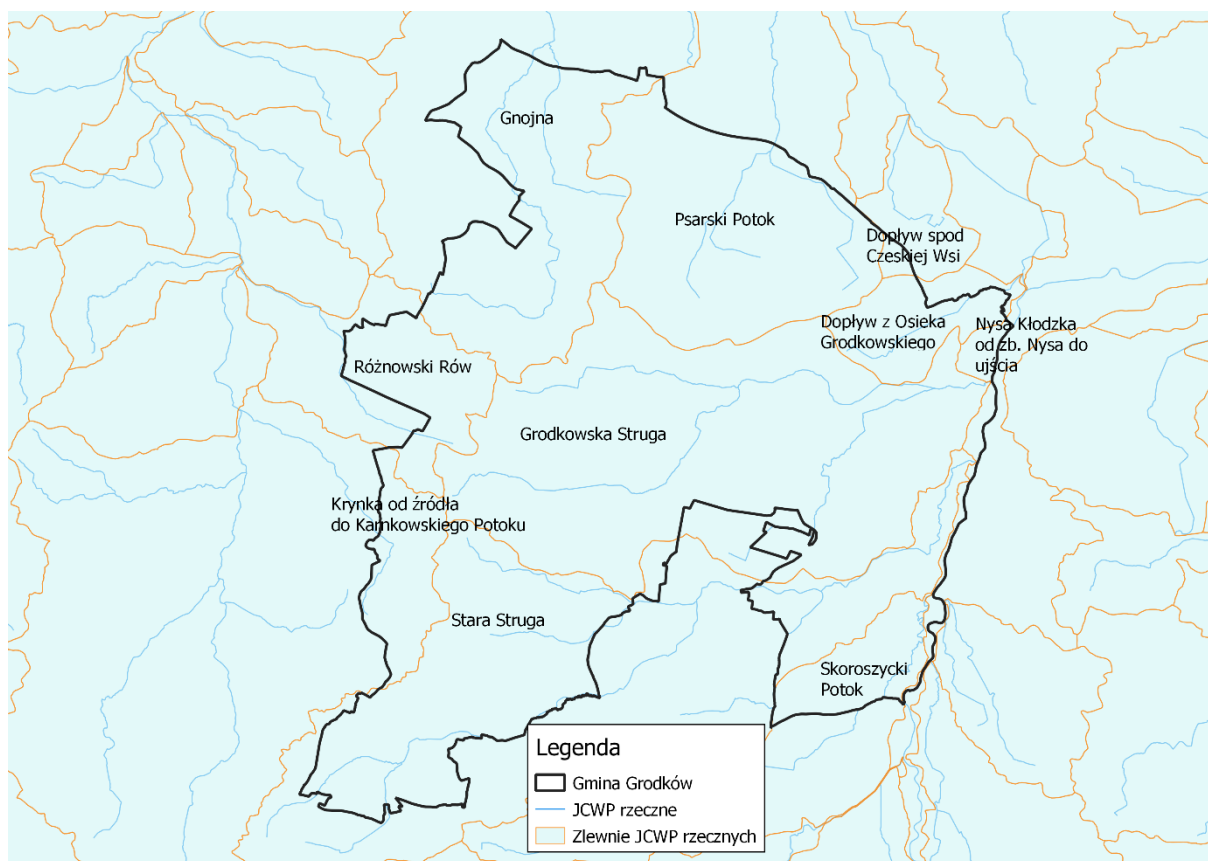 Gnojna
Psarski Potok
Dopływ spod
Czeskiej Wsi
Dopływ z Osieka
Grodkowskiego
Nysa Kłodzka
od zb. Nysa do
ujścia
Różnowski Rów
Grodkowska Struga
Krynka od źródła
do Karnkowskiego Potoku
Stara Struga
Skoroszycki
Potok
Legenda
Gmina Grodków
JCWP rzeczne
Zlewnie JCWP rzecznych